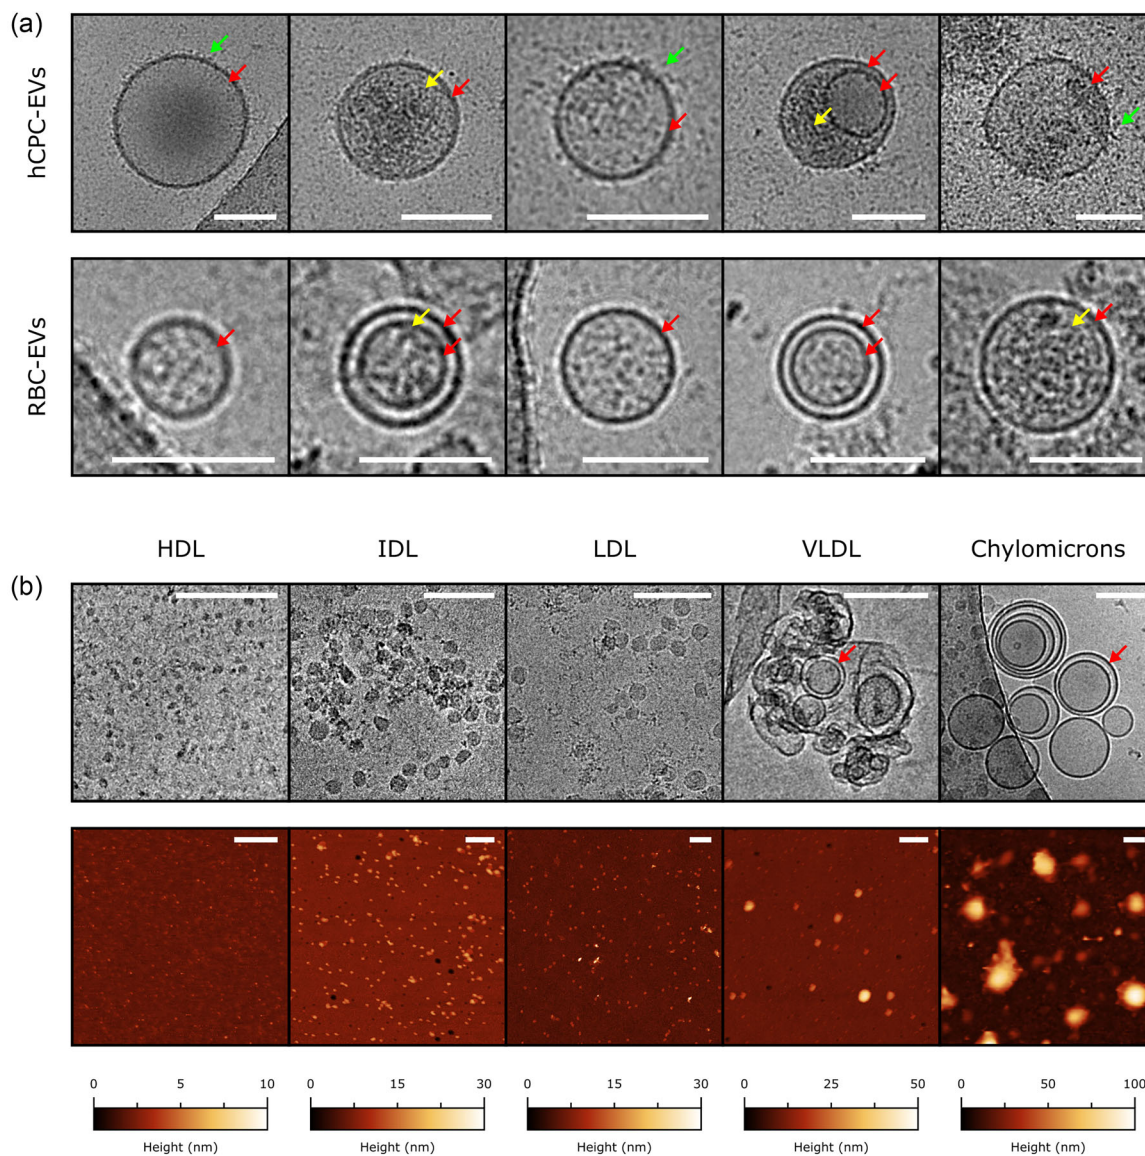 (a)
hCPC-EVs
RBC-EVs
HDL IDL LDL VLDL Chylomicrons
(b)
0 5 10 0 15 30 0 15 30 0 25 50 0 50 100
Height (nm) Height (nm) Height (nm) Height (nm) Height (nm)